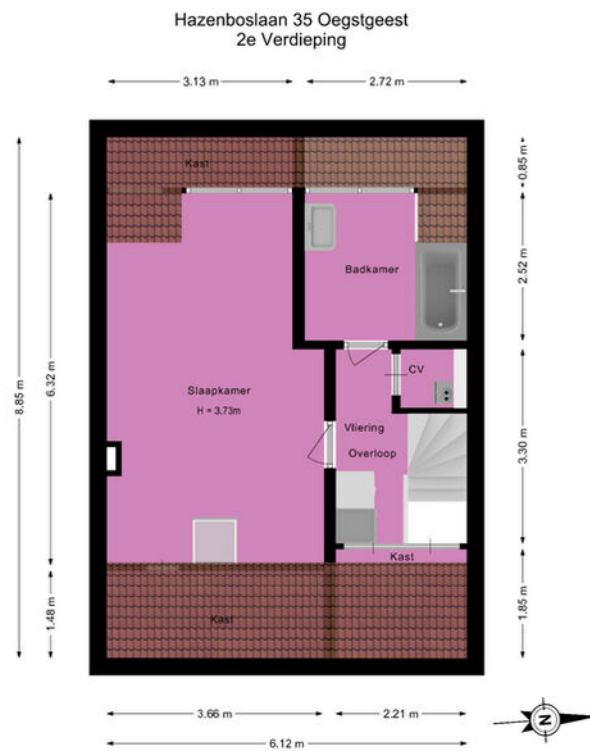 Hazenboslaan 35 Oegstgeest
2e Verdieping
3.13 m
2.72 m
Kast
0.85 m
Badkamer
2.52 m
8.85 m
6.32 m
CV
Slaapkamer
H = 3.73m
Vliering
Overloop
3.30 m
Kast
1.48 m
Kast
1.85 m
3.66 m
2.21 m
N
6.12 m